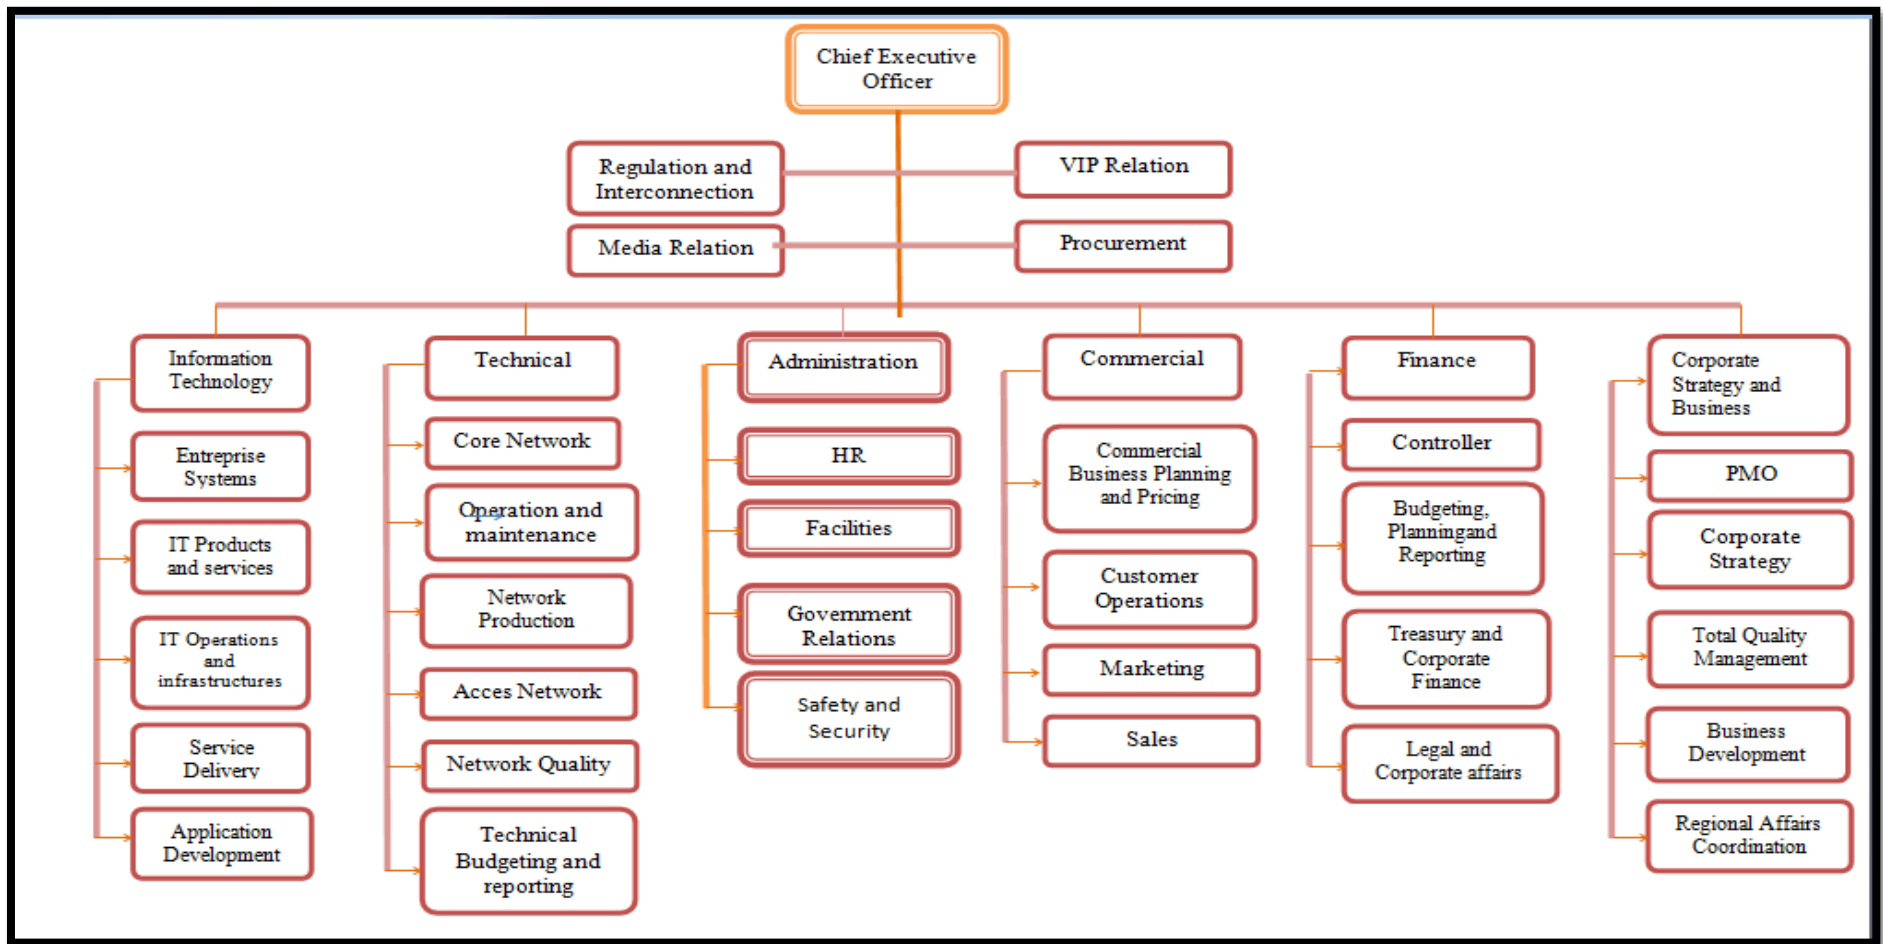 Chief Executive
Officer
Regulation and
Interconnection
VIP Relation
Media Relation
Procurement
Information
Technology
Entreprise
Systems
IT Products
and services
IT Operations
and
infrastructures
Service
Delivery
Application
Development
Technical
Core Network
Operation and
maintenance
Network
Production
Acces Network
Network Quality
Technical
Budgeting and
reporting
Administration
HR
Facilities
Government
Relations
Safety and
Security
Commercial
Commercial
Business Planning
and Pricing
Customer
Operations
Marketing
Sales
Finance
Controller
Budgeting,
Planningand
Reporting
Treasury and
Corporate
Finance
Legal and
Corporate affairs
Corporate
Strategy and
Business
PMO
Corporate
Strategy
Total Quality
Management
Business
Development
Regional Affairs
Coordination